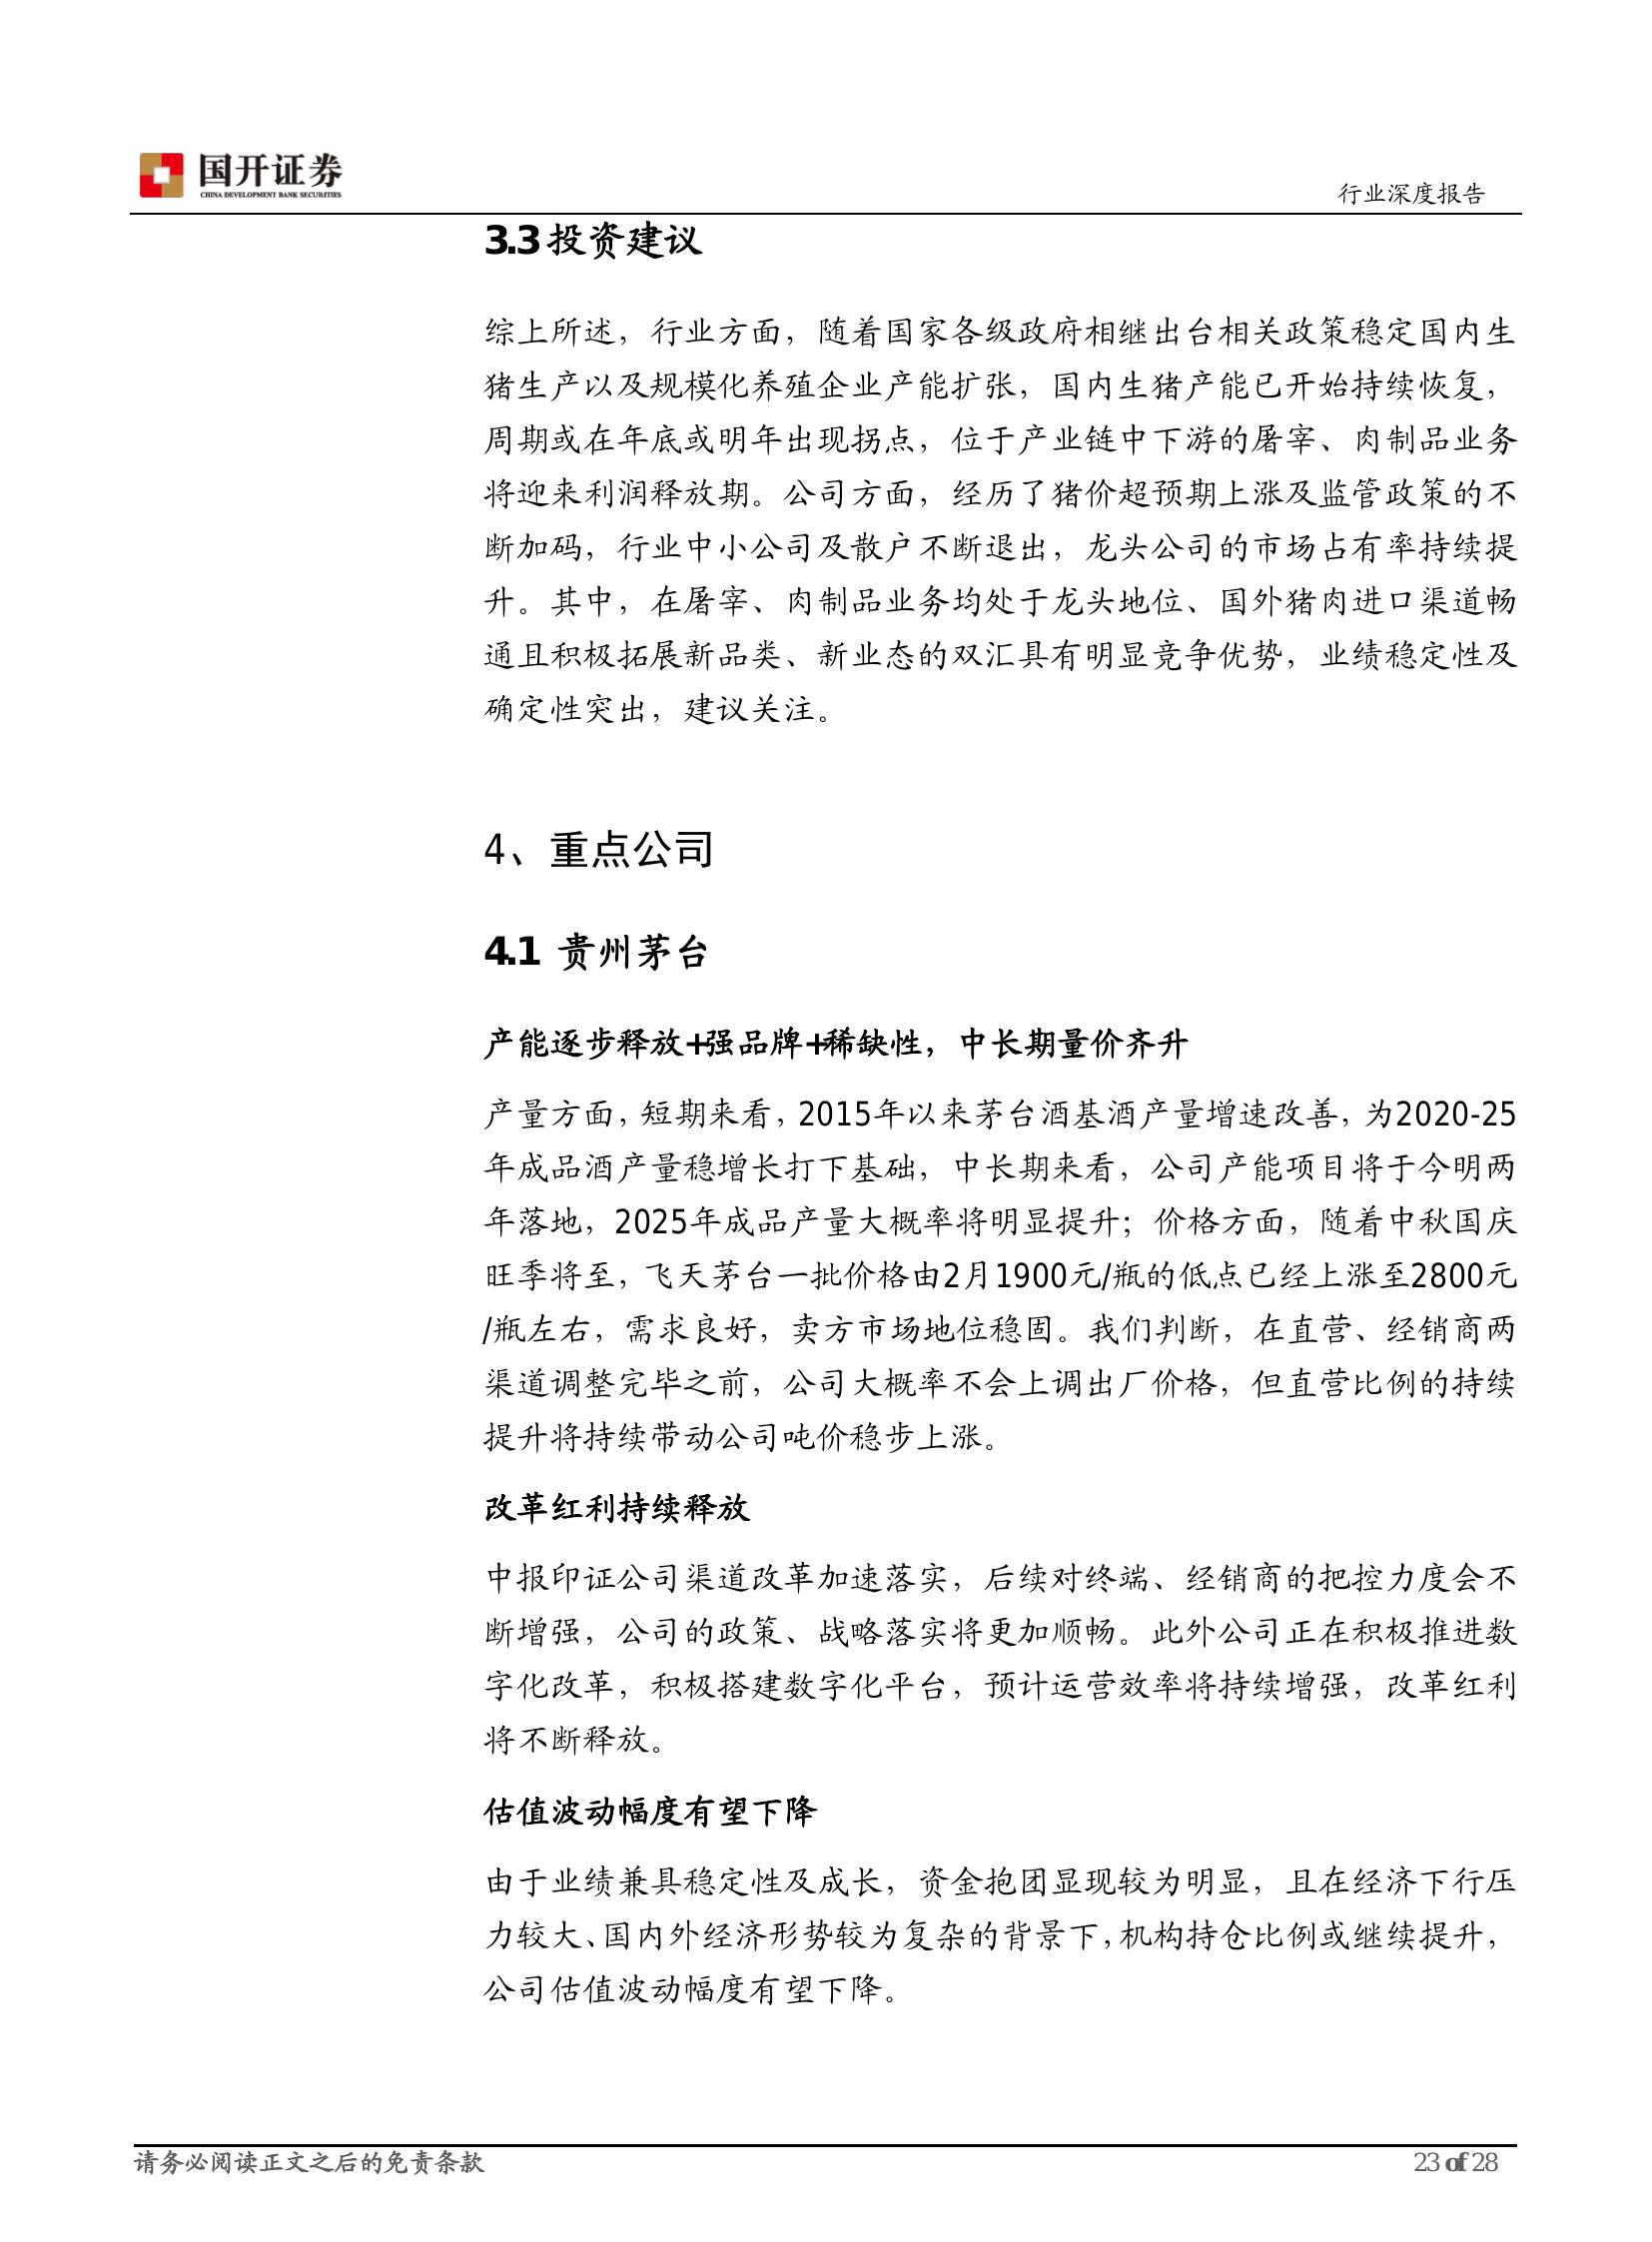 国开证券
CHINA DEVELOPMENT BANK SECURITIES
行业深度报告
3.3 投资建议
综上所述，行业方面，随着国家各级政府相继出台相关政策稳定国内生
猪生产以及规模化养殖企业产能扩张，国内生猪产能已开始持续恢复，
周期或在年底或明年出现拐点，位于产业链中下游的屠宰、肉制品业务
将迎来利润释放期。公司方面，经历了猪价超预期上涨及监管政策的不
断加码，行业中小公司及散户不断退出，龙头公司的市场占有率持续提
升。其中，在屠宰、肉制品业务均处于龙头地位、国外猪肉进口渠道畅
通且积极拓展新品类、新业态的双汇具有明显竞争优势，业绩稳定性及
确定性突出，建议关注。
4、重点公司
4.1 贵州茅台
产能逐步释放+强品牌+稀缺性，中长期量价齐升
产量方面，短期来看，2015年以来茅台酒基酒产量增速改善，为2020-25
年成品酒产量稳增长打下基础，中长期来看，公司产能项目将于今明两
年落地，2025年成品产量大概率将明显提升；价格方面，随着中秋国庆
旺季将至，飞天茅台一批价格由2月1900元/瓶的低点已经上涨至2800元
/瓶左右，需求良好，卖方市场地位稳固。我们判断，在直营、经销商两
渠道调整完毕之前，公司大概率不会上调出厂价格，但直营比例的持续
提升将持续带动公司吨价稳步上涨。
改革红利持续释放
中报印证公司渠道改革加速落实，后续对终端、经销商的把控力度会不
断增强，公司的政策、战略落实将更加顺畅。此外公司正在积极推进数
字化改革，积极搭建数字化平台，预计运营效率将持续增强，改革红利
将不断释放。
估值波动幅度有望下降
由于业绩兼具稳定性及成长，资金抱团显现较为明显，且在经济下行压
力较大、国内外经济形势较为复杂的背景下，机构持仓比例或继续提升，
公司估值波动幅度有望下降。
请务必阅读正文之后的免责条款
23 of 28